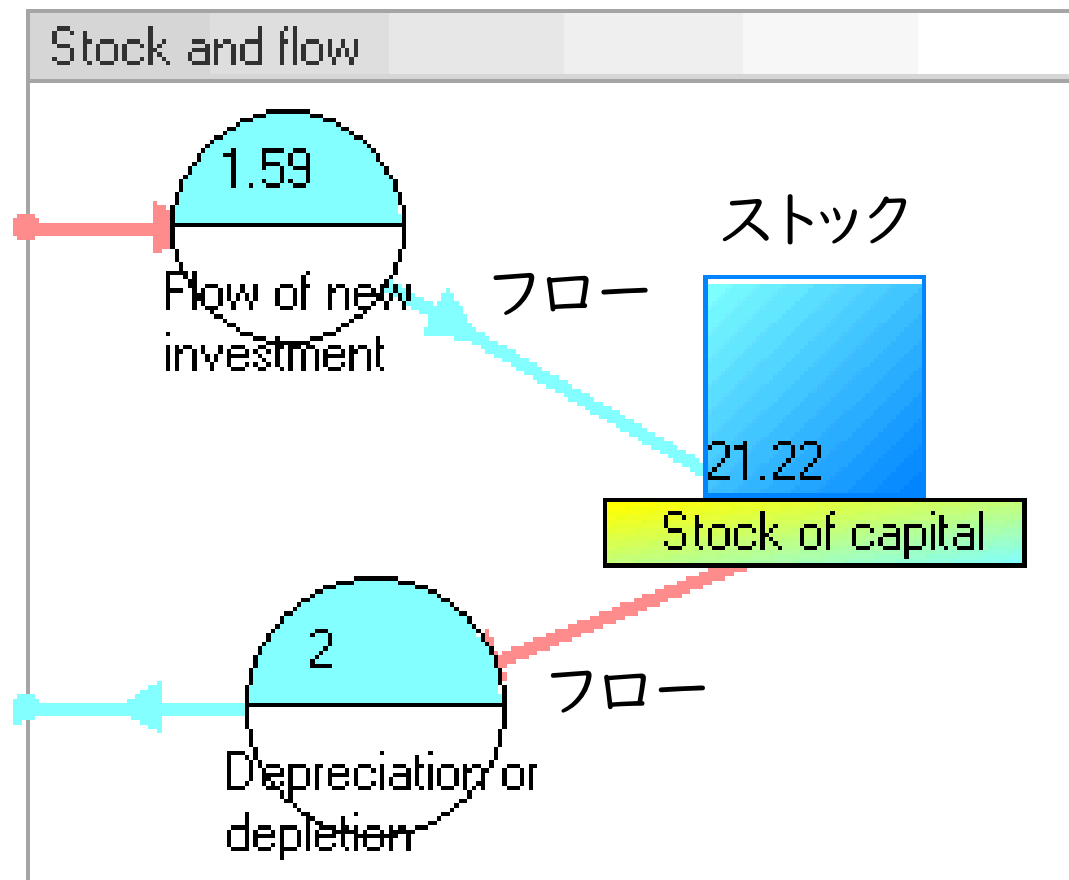 Stock and flow
1.59
Flow of new
investment
フロー
ストック
21.22
Stock of capital
2
フロー
Depreciation or
depletion